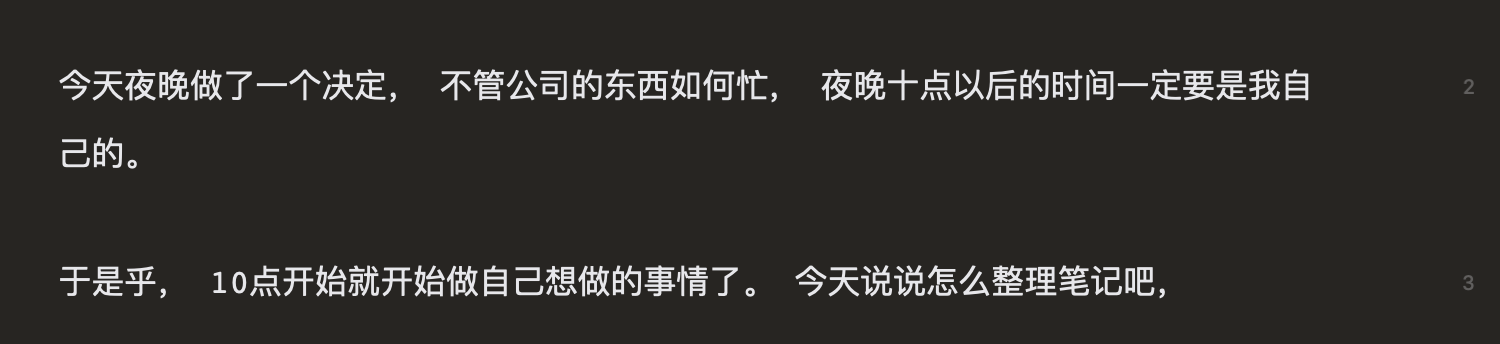 今天夜晚做了一个决定， 不管公司的东西如何忙， 夜晚十点以后的时间一定要是我自
2
己的。
于是乎， 10点开始就开始做自己想做的事情了。 今天说说怎么整理笔记吧，
3